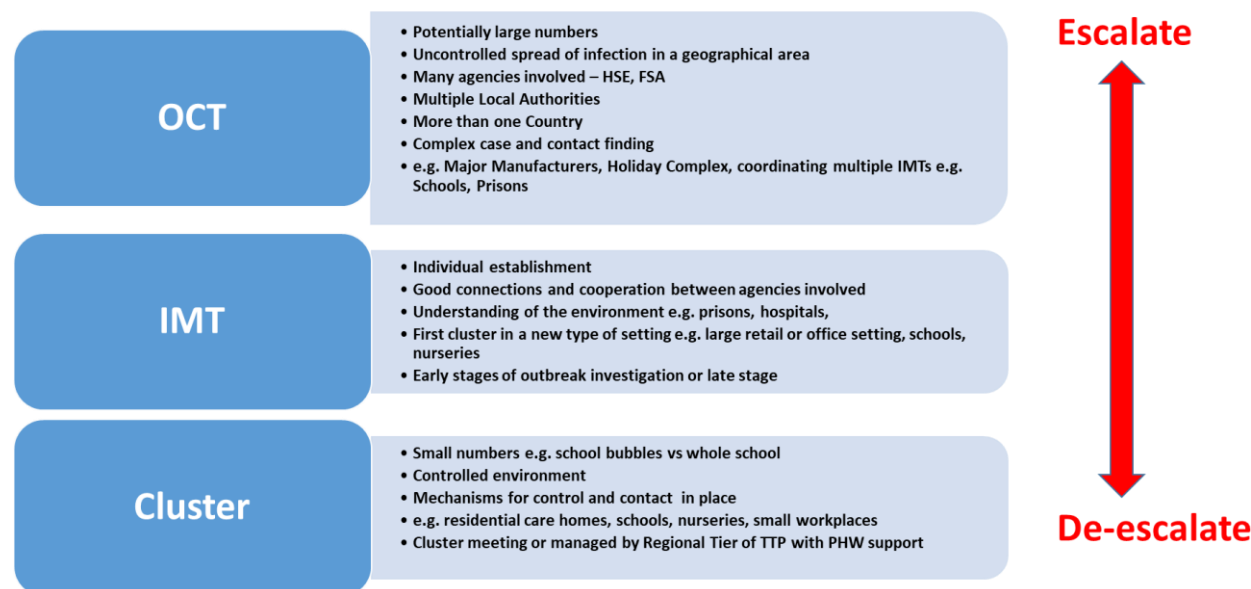 OCT
• Potentially large numbers
• Uncontrolled spread of infection in a geographical area
• Many agencies involved – HSE, FSA
• Multiple Local Authorities
• More than one Country
• Complex case and contact finding
• e.g. Major Manufacturers, Holiday Complex, coordinating multiple IMTs e.g.
Schools, Prisons
IMT
• Individual establishment
• Good connections and cooperation between agencies involved
• Understanding of the environment e.g. prisons, hospitals,
• First cluster in a new type of setting e.g. large retail or office setting, schools,
nurseries
• Early stages of outbreak investigation or late stage
Cluster
• Small numbers e.g. school bubbles vs whole school
• Controlled environment
• Mechanisms for control and contact in place
• e.g. residential care homes, schools, nurseries, small workplaces
• Cluster meeting or managed by Regional Tier of TTP with PHW support
Escalate
De-escalate